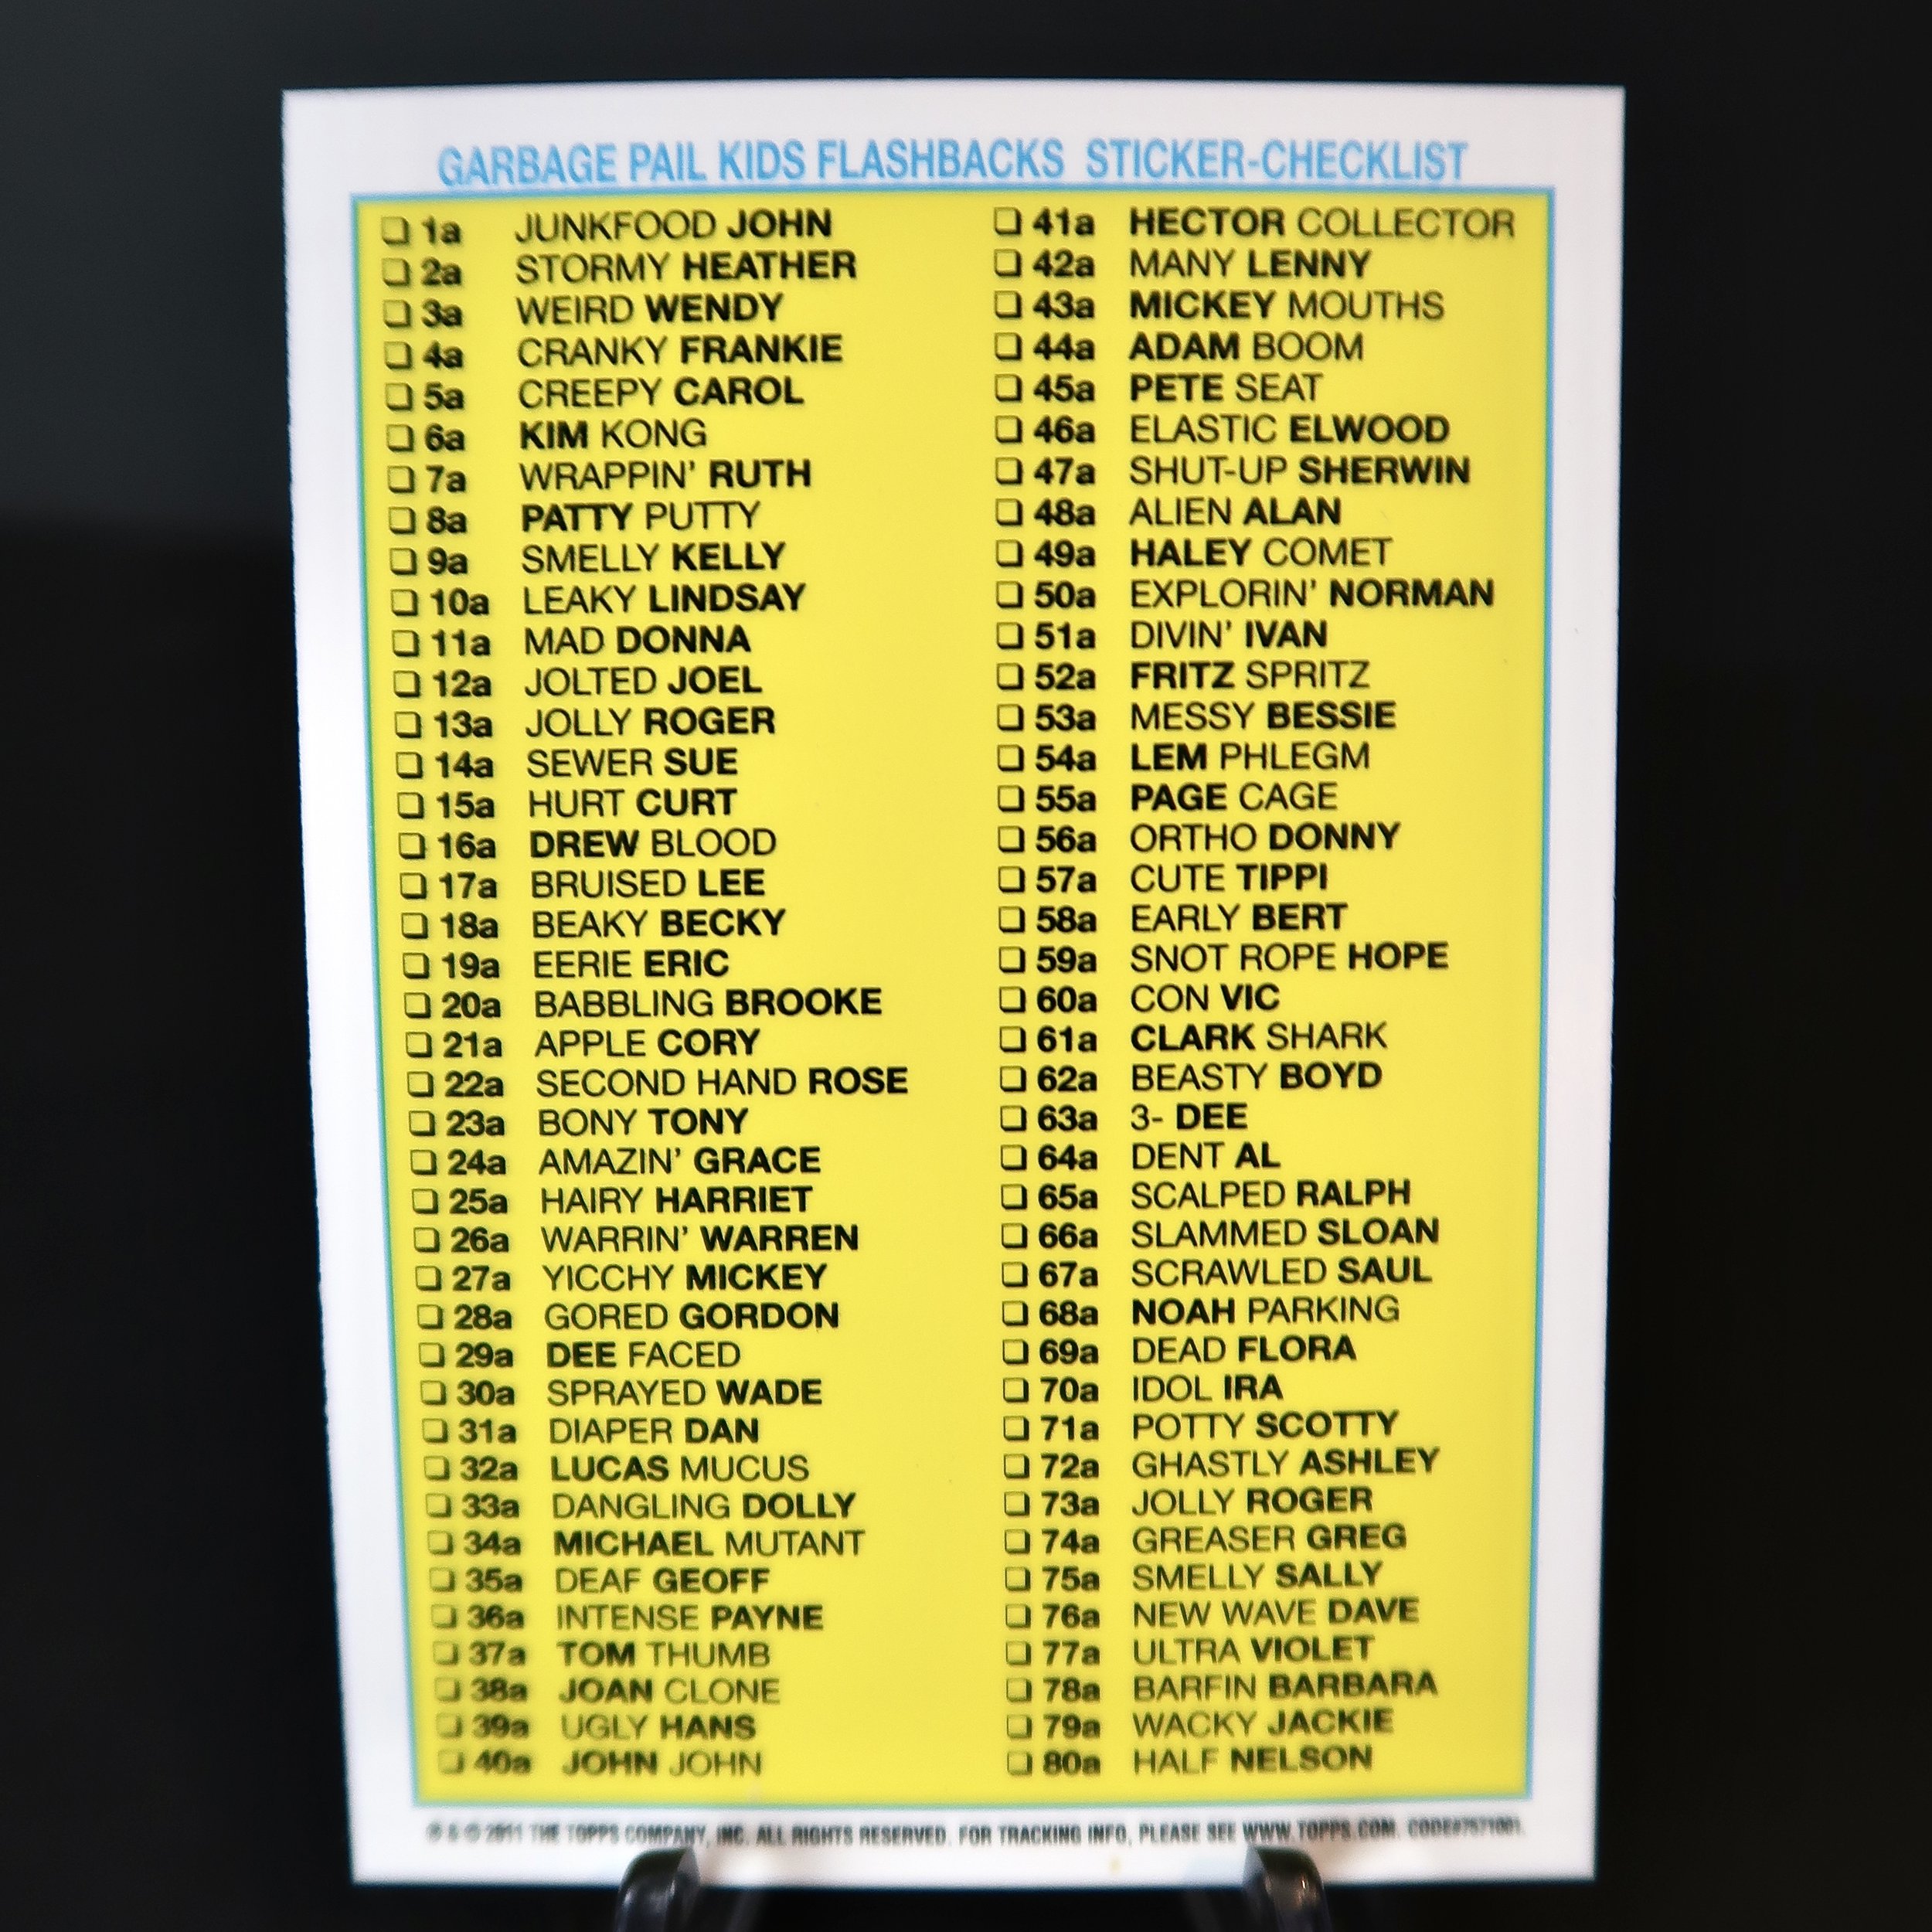 GARBAGE PAIL KIDS FLASHBACKS STICKER-CHECKLIST
1a JUNKFOOD JOHN
2a STORMY HEATHER
3a WEIRD WENDY
4a CRANKY FRANKIE
5a CREEPY CAROL
6a KIM KONG
7a WRAPPIN' RUTH
8a PATTY PUTTY
9a SMELLY KELLY
10a LEAKY LINDSAY
11a MAD DONNA
12a JOLTED JOEL
13a JOLLY ROGER
14a SEWER SUE
15a HURT CURT
16a DREW BLOOD
17a BRUISED LEE
18a BEAKY BECKY
19a EERIE ERIC
20a BABBLING BROOKE
21a APPLE CORY
22a SECOND HAND ROSE
23a BONY TONY
24a AMAZIN' GRACE
25a HAIRY HARRIET
26a WARRIN' WARREN
27a YICCHY MICKEY
28a GORED GORDON
29a DEE FACED
30a SPRAYED WADE
31a DIAPER DAN
32a LUCAS MUCUS
33a DANGLING DOLLY
34a MICHAEL MUTANT
35a DEAF GEOFF
36a INTENSE PAYNE
37a TOM THUMB
38a JOAN CLONE
39a UGLY HANS
40a JOHN JOHN
41a HECTOR COLLECTOR
42a MANY LENNY
43a MICKEY MOUTHS
44a ADAM BOOM
45a PETE SEAT
46a ELASTIC ELWOOD
47a SHUT-UP SHERWIN
48a ALIEN ALAN
49a HALEY COMET
50a EXPLORIN' NORMAN
51a DIVIN' IVAN
52a FRITZ SPRITZ
53a MESSY BESSIE
54a LEM PHLEGM
55a PAGE CAGE
56a ORTHO DONNY
57a CUTE TIPPI
58a EARLY BERT
59a SNOT ROPE HOPE
60a CON VIC
61a CLARK SHARK
62a BEASTY BOYD
63a 3- DEE
64a DENT AL
65a SCALPED RALPH
66a SLAMMED SLOAN
67a SCRAWLED SAUL
68a NOAH PARKING
69a DEAD FLORA
70a IDOL IRA
71a POTTY SCOTTY
72a GHASTLY ASHLEY
73a JOLLY ROGER
74a GREASER GREG
75a SMELLY SALLY
76a NEW WAVE DAVE
77a ULTRA VIOLET
78a BARFIN BARBARA
79a WACKY JACKIE
80a HALF NELSON
® & © 2011 THE TOPPS COMPANY, INC. ALL RIGHTS RESERVED. FOR TRACKING INFO, PLEASE SEE WWW.TOPPS.COM.